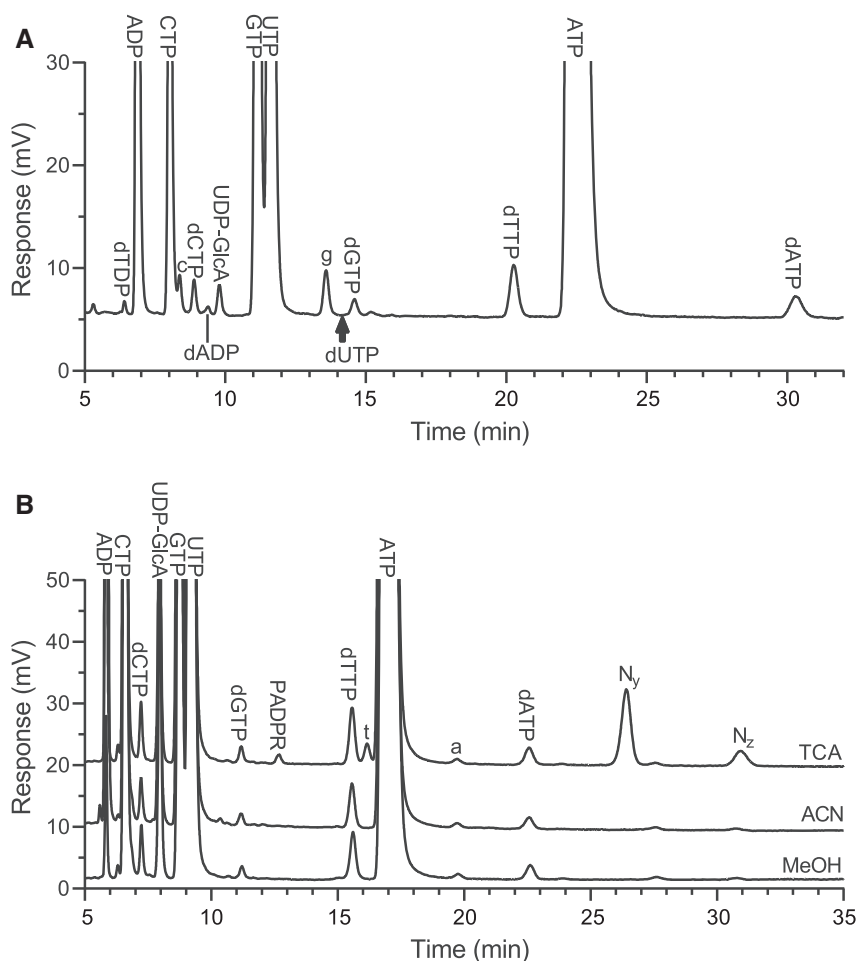 A
ADP CTP GTP UTP ATP
dTDP c dCTP UDP-GlcA g dGTP dTTP dATP
dADP dUTP
Response (mV)
30
20
10
0
5 10 15 20 25 30
Time (min)
B
ADP CTP UDP-GlcA GTP UTP ATP
dCTP dGTP PADPR dTTP t a dATP Ny Nz
TCA
ACN
MeOH
Response (mV)
50
40
30
20
10
0
5 10 15 20 25 30 35
Time (min)